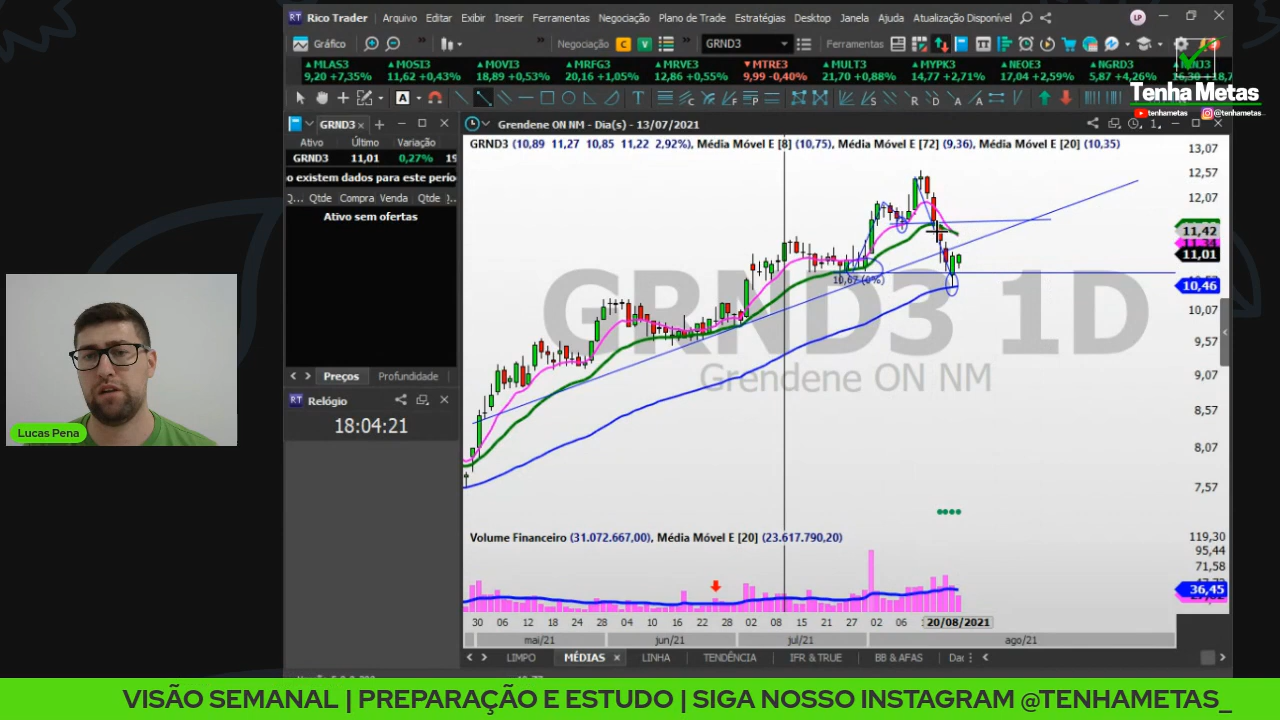 Rico Trader Arquivo Editar Exibir Inserir Ferramentas Negociação Plano de Trade Estratégias Desktop Janela Ajuda Atualização Disponível LP
Gráfico Negociação C V GRND3 Ferramentas
MLAS3 MOSI3 MOVI3 MRFG3 MRVE3 MTRE3 MULT3 MYPK3 NEOE3 NGRD3
9,20 +7,35% 11,62 +0,43% 18,89 +0,53% 20,16 +1,05% 12,86 +0,55% 9,99 -0,40% 21,70 +0,88% 14,77 +2,71% 17,04 +2,59% 5,87 +4,26%
Tenha Metas
tenhametas @tenhametas_
GRND3 Grendene ON NM - Dia(s) - 13/07/2021
Ativo Último Variação
GRND3 11,01 0,27%
o existem dados para este perío
Q... Qtde Compra Venda Qtde
Ativo sem ofertas
Preços Profundidade
Relógio
18:04:21
GRND3 (10,89 11,27 10,85 11,22 2,92%), Média Móvel E [8] (10,75), Média Móvel E [72] (9,36), Média Móvel E [20] (10,35)
13,07
12,57
12,07
11,42
11,01
10,46
10,07
9,57
9,07
8,57
8,07
7,57
10,67 (0%)
GRND3 1D
Grendene ON NM
Volume Financeiro (31.072.667,00), Média Móvel E [20] (23.617.790,20)
119,30
95,44
71,58
36,45
30 06 12 18 24 28 04 10 16 22 28 02 08 15 21 27 02 06 20/08/2021
mai/21 jun/21 jul/21 ago/21
LIMPO MÉDIAS LINHA TENDÊNCIA IFR & TRUE BB & AFAS
Lucas Pena
VISÃO SEMANAL | PREPARAÇÃO E ESTUDO | SIGA NOSSO INSTAGRAM @TENHAMETAS_